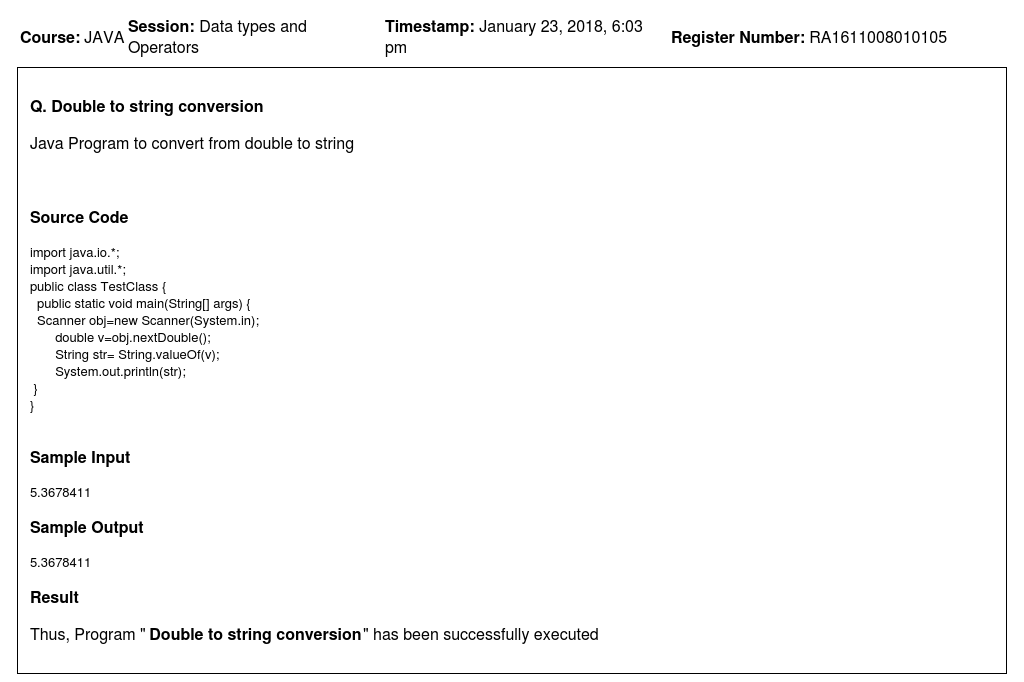 Course: JAVA Session: Data types and Operators Timestamp: January 23, 2018, 6:03 pm Register Number: RA1611008010105
Q. Double to string conversion
Java Program to convert from double to string
Source Code
import java.io.*;
import java.util.*;
public class TestClass {
public static void main(String[] args) {
Scanner obj=new Scanner(System.in);
double v=obj.nextDouble();
String str= String.valueOf(v);
System.out.println(str);
}
}
Sample Input
5.3678411
Sample Output
5.3678411
Result
Thus, Program " Double to string conversion" has been successfully executed